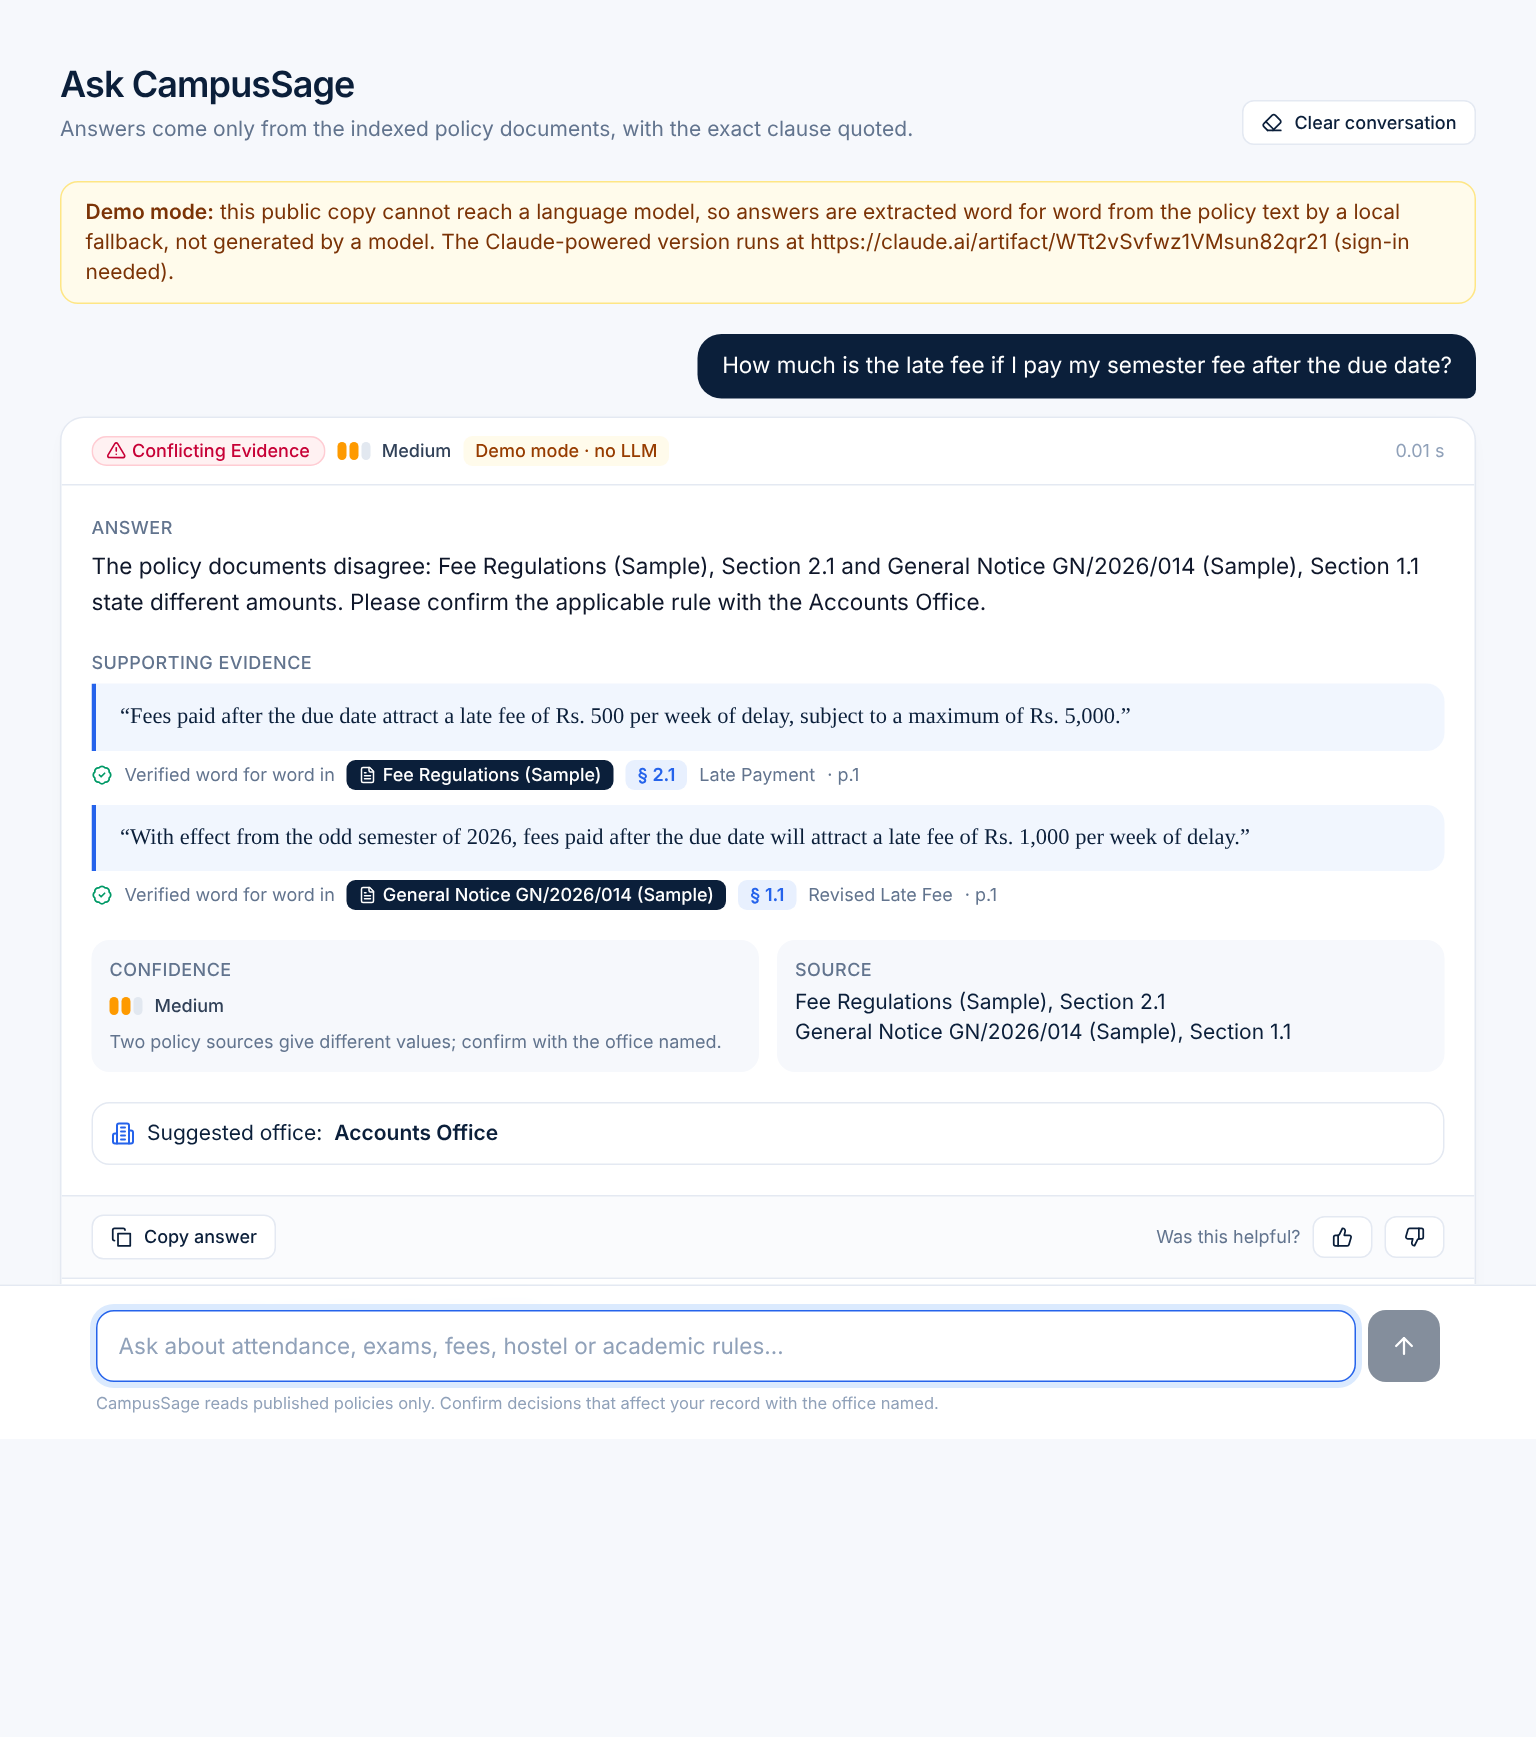 Ask CampusSage
Answers come only from the indexed policy documents, with the exact clause quoted.
Clear conversation
Demo mode: this public copy cannot reach a language model, so answers are extracted word for word from the policy text by a local
fallback, not generated by a model. The Claude-powered version runs at https://claude.ai/artifact/WTt2vSvfwz1VMsun82qr21 (sign-in
needed).
How much is the late fee if I pay my semester fee after the due date?
Conflicting Evidence Medium Demo mode · no LLM 0.01 s
ANSWER
The policy documents disagree: Fee Regulations (Sample), Section 2.1 and General Notice GN/2026/014 (Sample), Section 1.1
state different amounts. Please confirm the applicable rule with the Accounts Office.
SUPPORTING EVIDENCE
“Fees paid after the due date attract a late fee of Rs. 500 per week of delay, subject to a maximum of Rs. 5,000.”
Verified word for word in Fee Regulations (Sample) § 2.1 Late Payment · p.1
“With effect from the odd semester of 2026, fees paid after the due date will attract a late fee of Rs. 1,000 per week of delay.”
Verified word for word in General Notice GN/2026/014 (Sample) § 1.1 Revised Late Fee · p.1
CONFIDENCE
Medium
Two policy sources give different values; confirm with the office named.
SOURCE
Fee Regulations (Sample), Section 2.1
General Notice GN/2026/014 (Sample), Section 1.1
Suggested office: Accounts Office
Copy answer
Was this helpful?
Ask about attendance, exams, fees, hostel or academic rules...
CampusSage reads published policies only. Confirm decisions that affect your record with the office named.